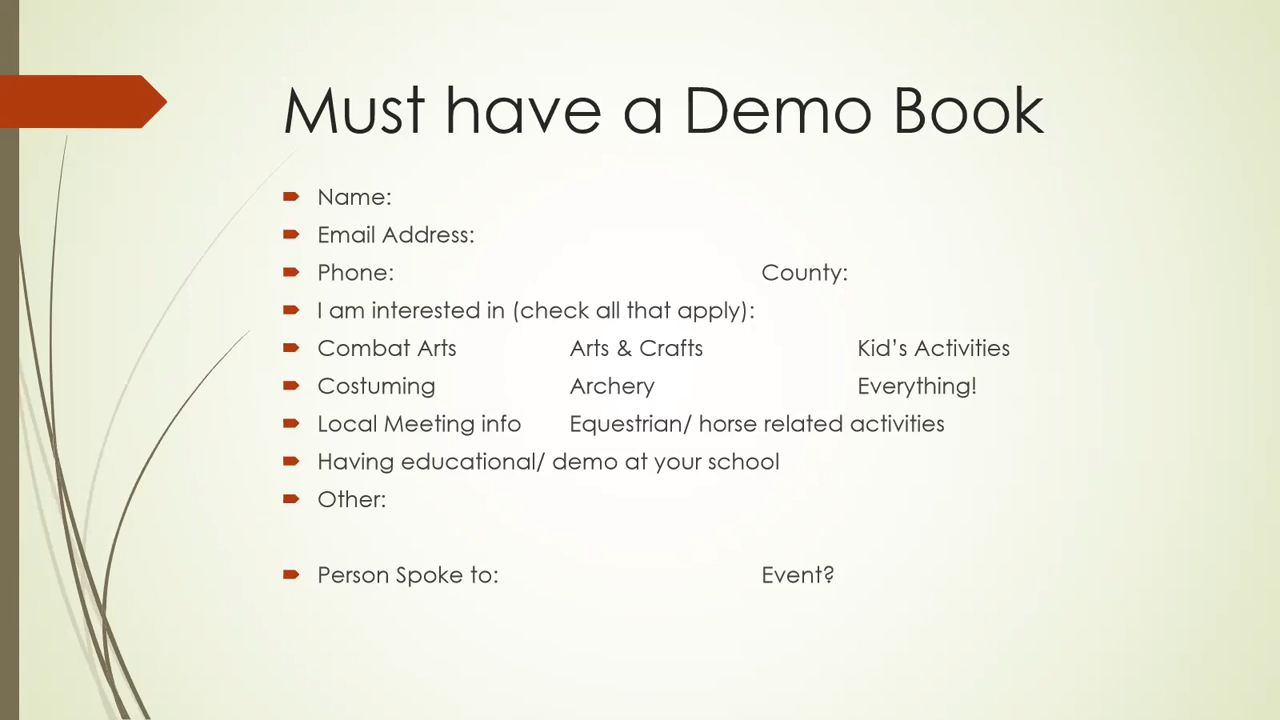 Must have a Demo Book
Name:
Email Address:
Phone: County:
I am interested in (check all that apply):
Combat Arts Arts & Crafts Kid's Activities
Costuming Archery Everything!
Local Meeting info Equestrian/ horse related activities
Having educational/ demo at your school
Other:
Person Spoke to: Event?